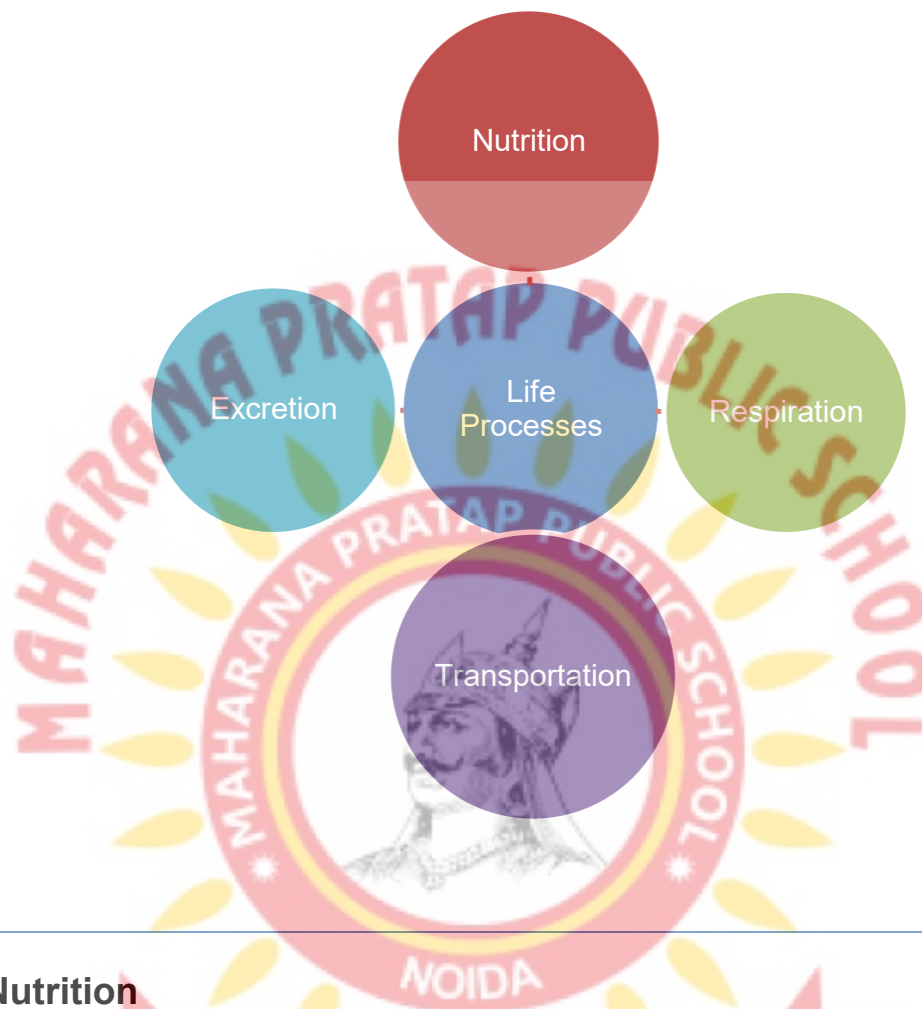 Nutrition
MAHARANA PRATAP PUBLIC SCHOOL
Excretion
Life
Processes
Respiration
MAHARANA PRATAP PUBLIC SCHOOL
Transportation
NOIDA
Nutrition